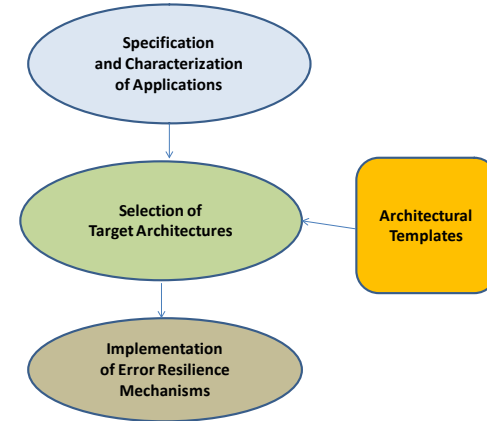 Specification
and Characterization
of Applications
Selection of
Target Architectures
Architectural
Templates
Implementation
of Error Resilience
Mechanisms